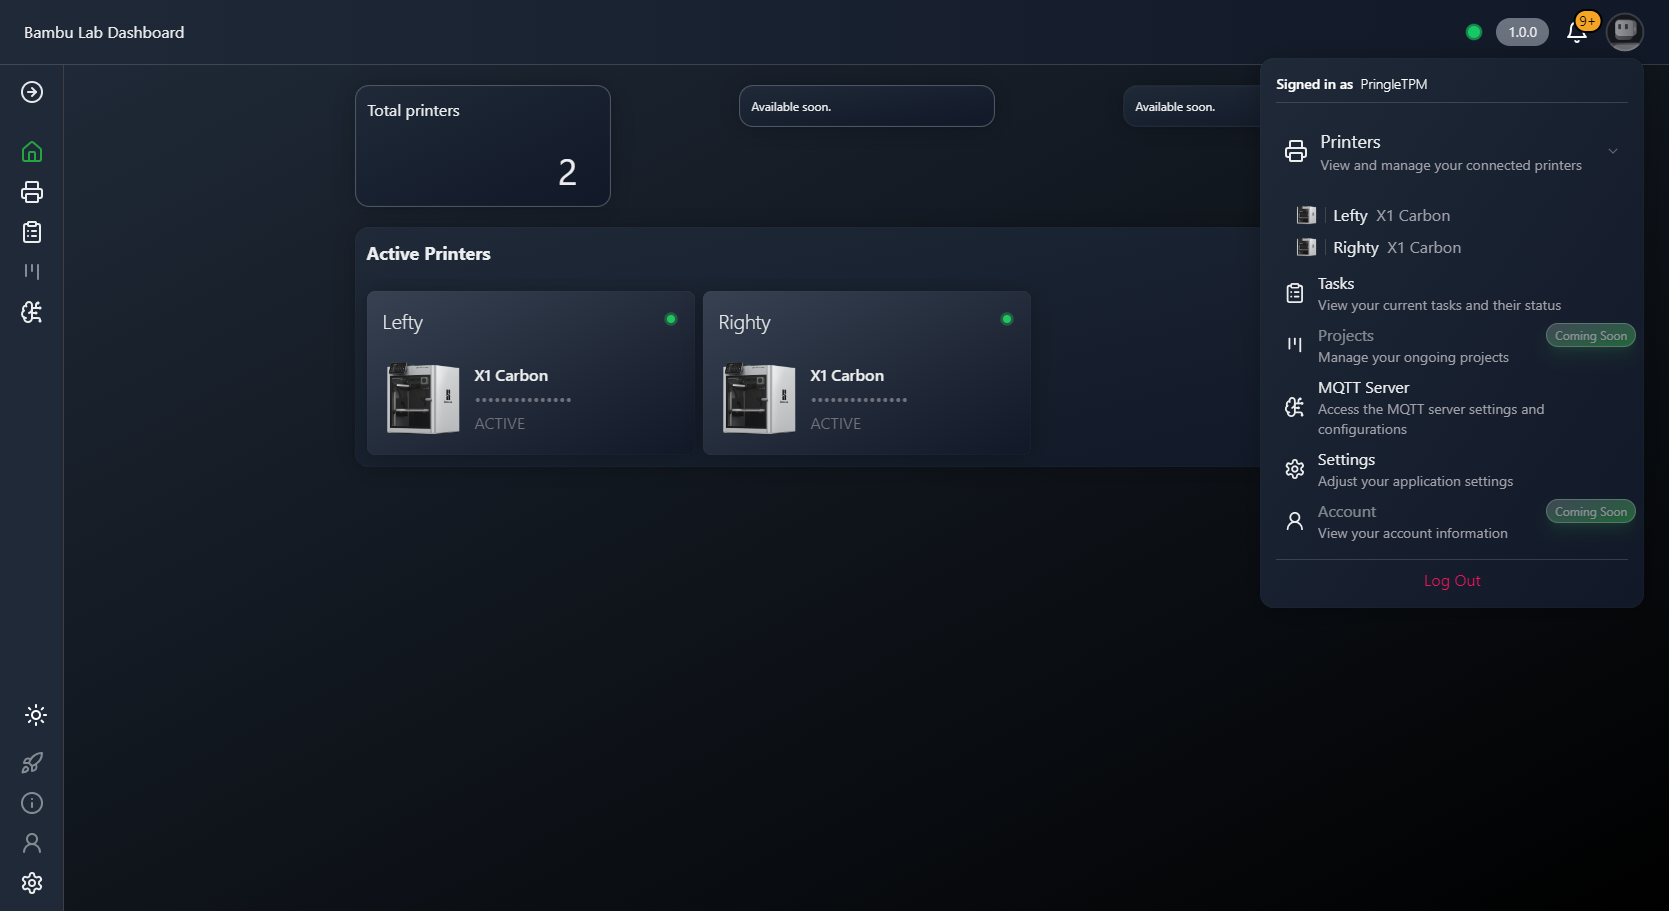 Bambu Lab Dashboard
1.0.0
9+
Total printers
2
Available soon.
Available soon.
Active Printers
Lefty
X1 Carbon
***************
ACTIVE
Righty
X1 Carbon
***************
ACTIVE
Signed in as PringleTPM
Printers
View and manage your connected printers
Lefty X1 Carbon
Righty X1 Carbon
Tasks
View your current tasks and their status
Projects
Coming Soon
Manage your ongoing projects
MQTT Server
Access the MQTT server settings and
configurations
Settings
Adjust your application settings
Account
Coming Soon
View your account information
Log Out